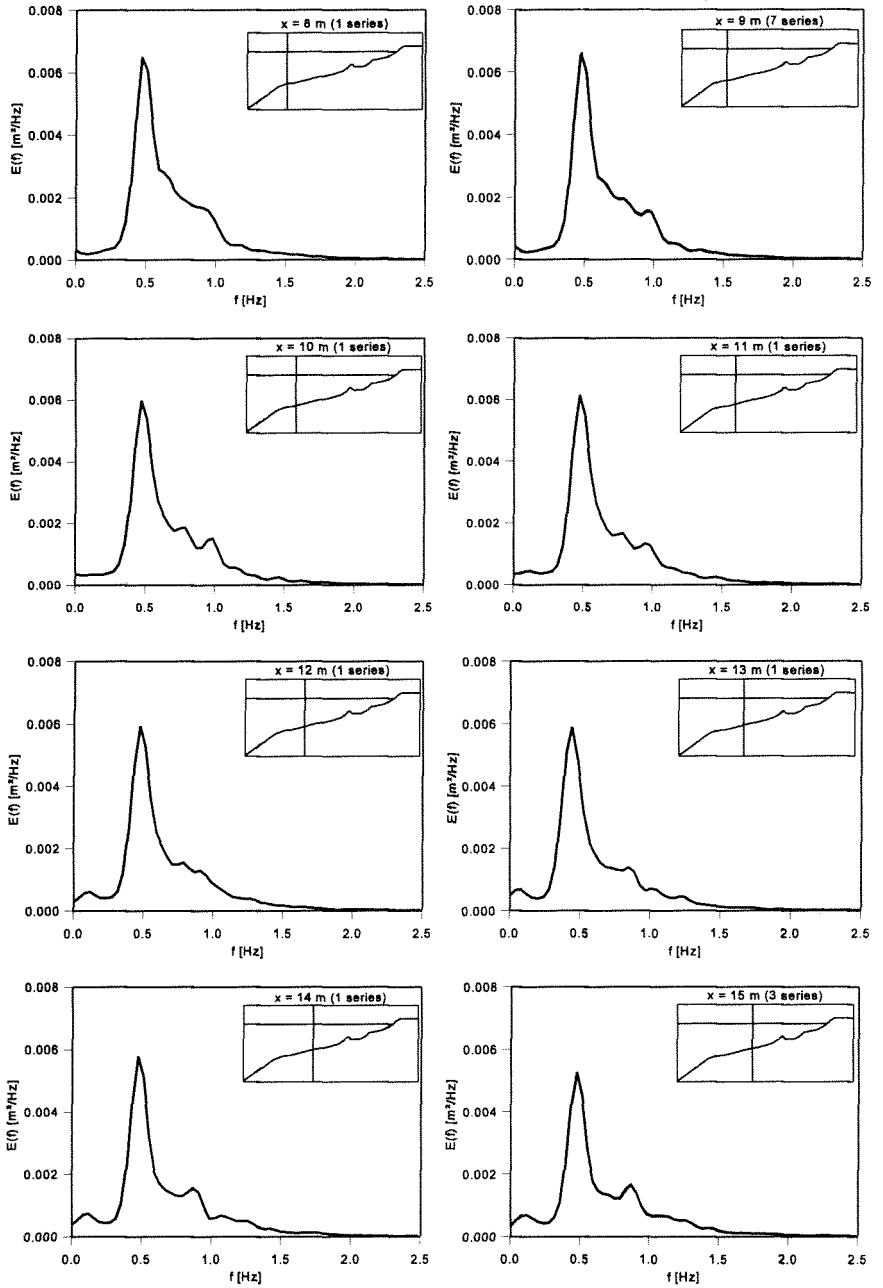 x = 8 m (1 series)
E(f) [m²/Hz]
0.008
0.006
0.004
0.002
0.000
0.0 0.5 1.0 1.5 2.0 2.5
f [Hz]
x = 9 m (7 series)
E(f) [m²/Hz]
0.008
0.006
0.004
0.002
0.000
0.0 0.5 1.0 1.5 2.0 2.5
f [Hz]
x = 10 m (1 series)
E(f) [m²/Hz]
0.008
0.006
0.004
0.002
0.000
0.0 0.5 1.0 1.5 2.0 2.5
f [Hz]
x = 11 m (1 series)
E(f) [m²/Hz]
0.008
0.006
0.004
0.002
0.000
0.0 0.5 1.0 1.5 2.0 2.5
f [Hz]
x = 12 m (1 series)
E(f) [m²/Hz]
0.008
0.006
0.004
0.002
0.000
0.0 0.5 1.0 1.5 2.0 2.5
f [Hz]
x = 13 m (1 series)
E(f) [m²/Hz]
0.008
0.006
0.004
0.002
0.000
0.0 0.5 1.0 1.5 2.0 2.5
f [Hz]
x = 14 m (1 series)
E(f) [m²/Hz]
0.008
0.006
0.004
0.002
0.000
0.0 0.5 1.0 1.5 2.0 2.5
f [Hz]
x = 15 m (3 series)
E(f) [m²/Hz]
0.008
0.006
0.004
0.002
0.000
0.0 0.5 1.0 1.5 2.0 2.5
f [Hz]